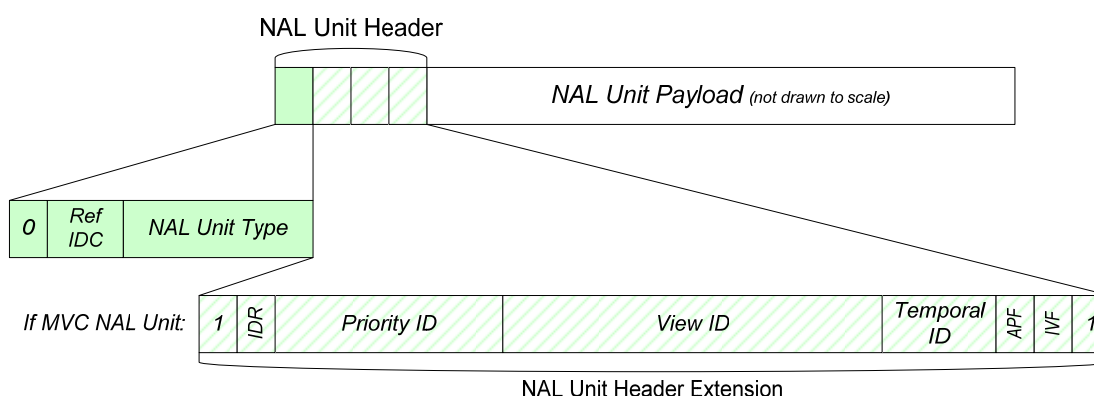 NAL Unit Header
NAL Unit Payload (not drawn to scale)
0
Ref
IDC
NAL Unit Type
If MVC NAL Unit:
1
IDR
Priority ID
View ID
Temporal
ID
APF
IVF
1
NAL Unit Header Extension